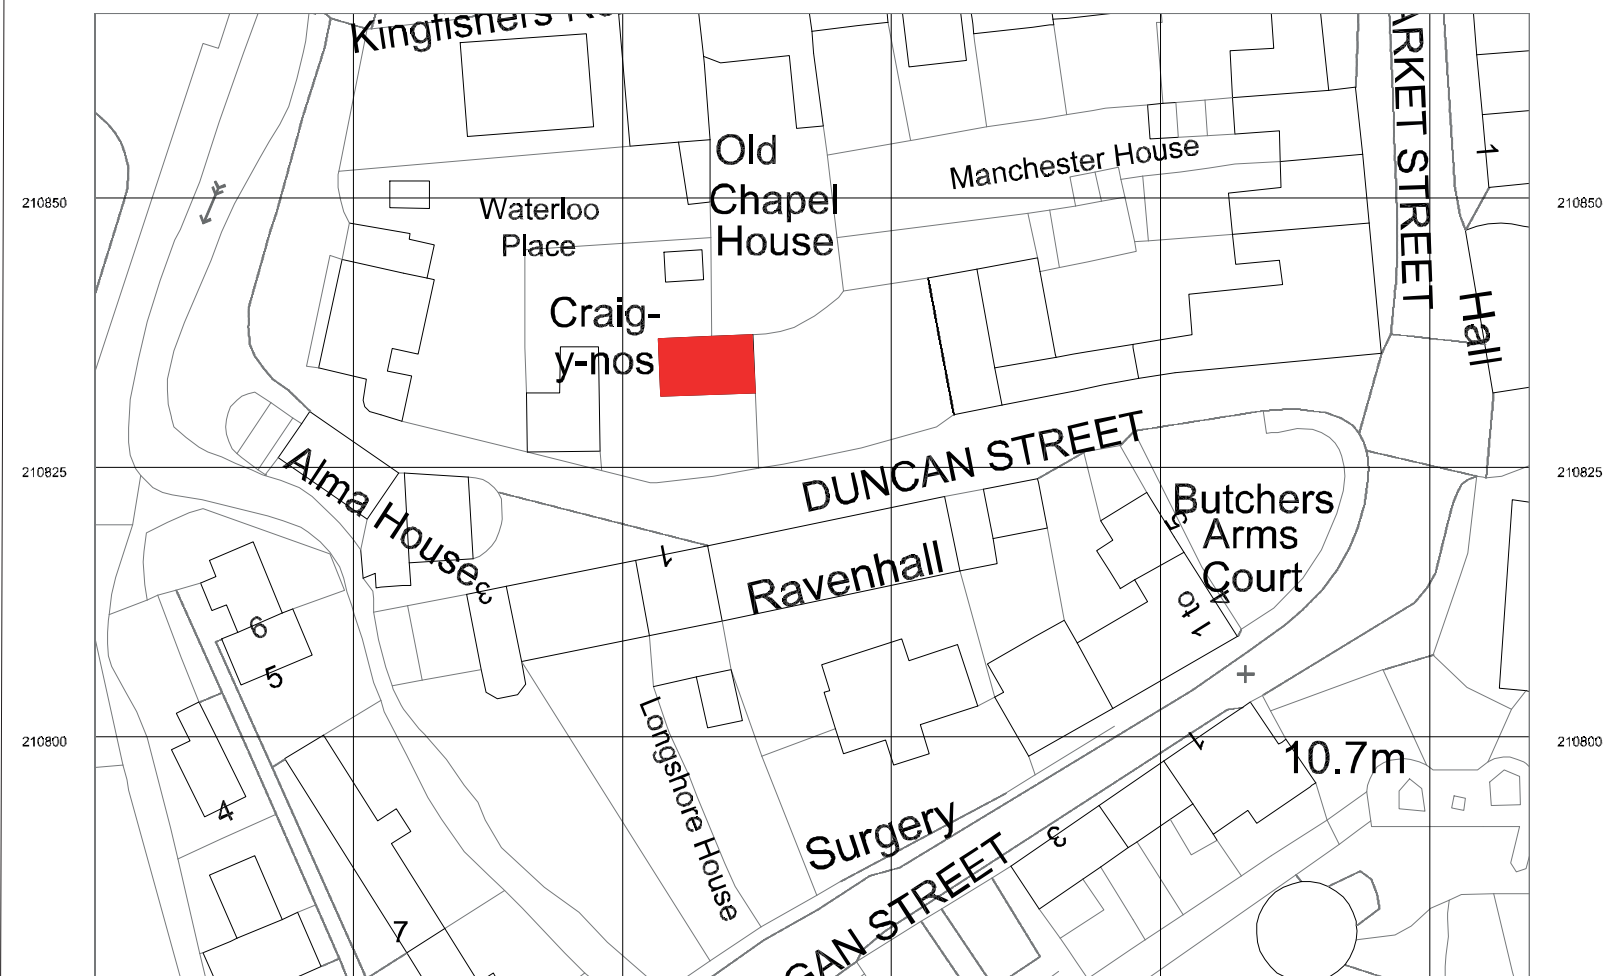 Kingfishers
ARKET STREET
Old
Chapel
House
Manchester House
1
210850
210850
Waterloo
Place
Hall
Craig-
y-nos
DUNCAN STREET
210825
210825
Alma House
Butchers
Arms
Court
5
1 to 4
1
Ravenhall
3
6
5
Longshore House
210800
210800
1
10.7m
4
Surgery
3
GAN STREET
7